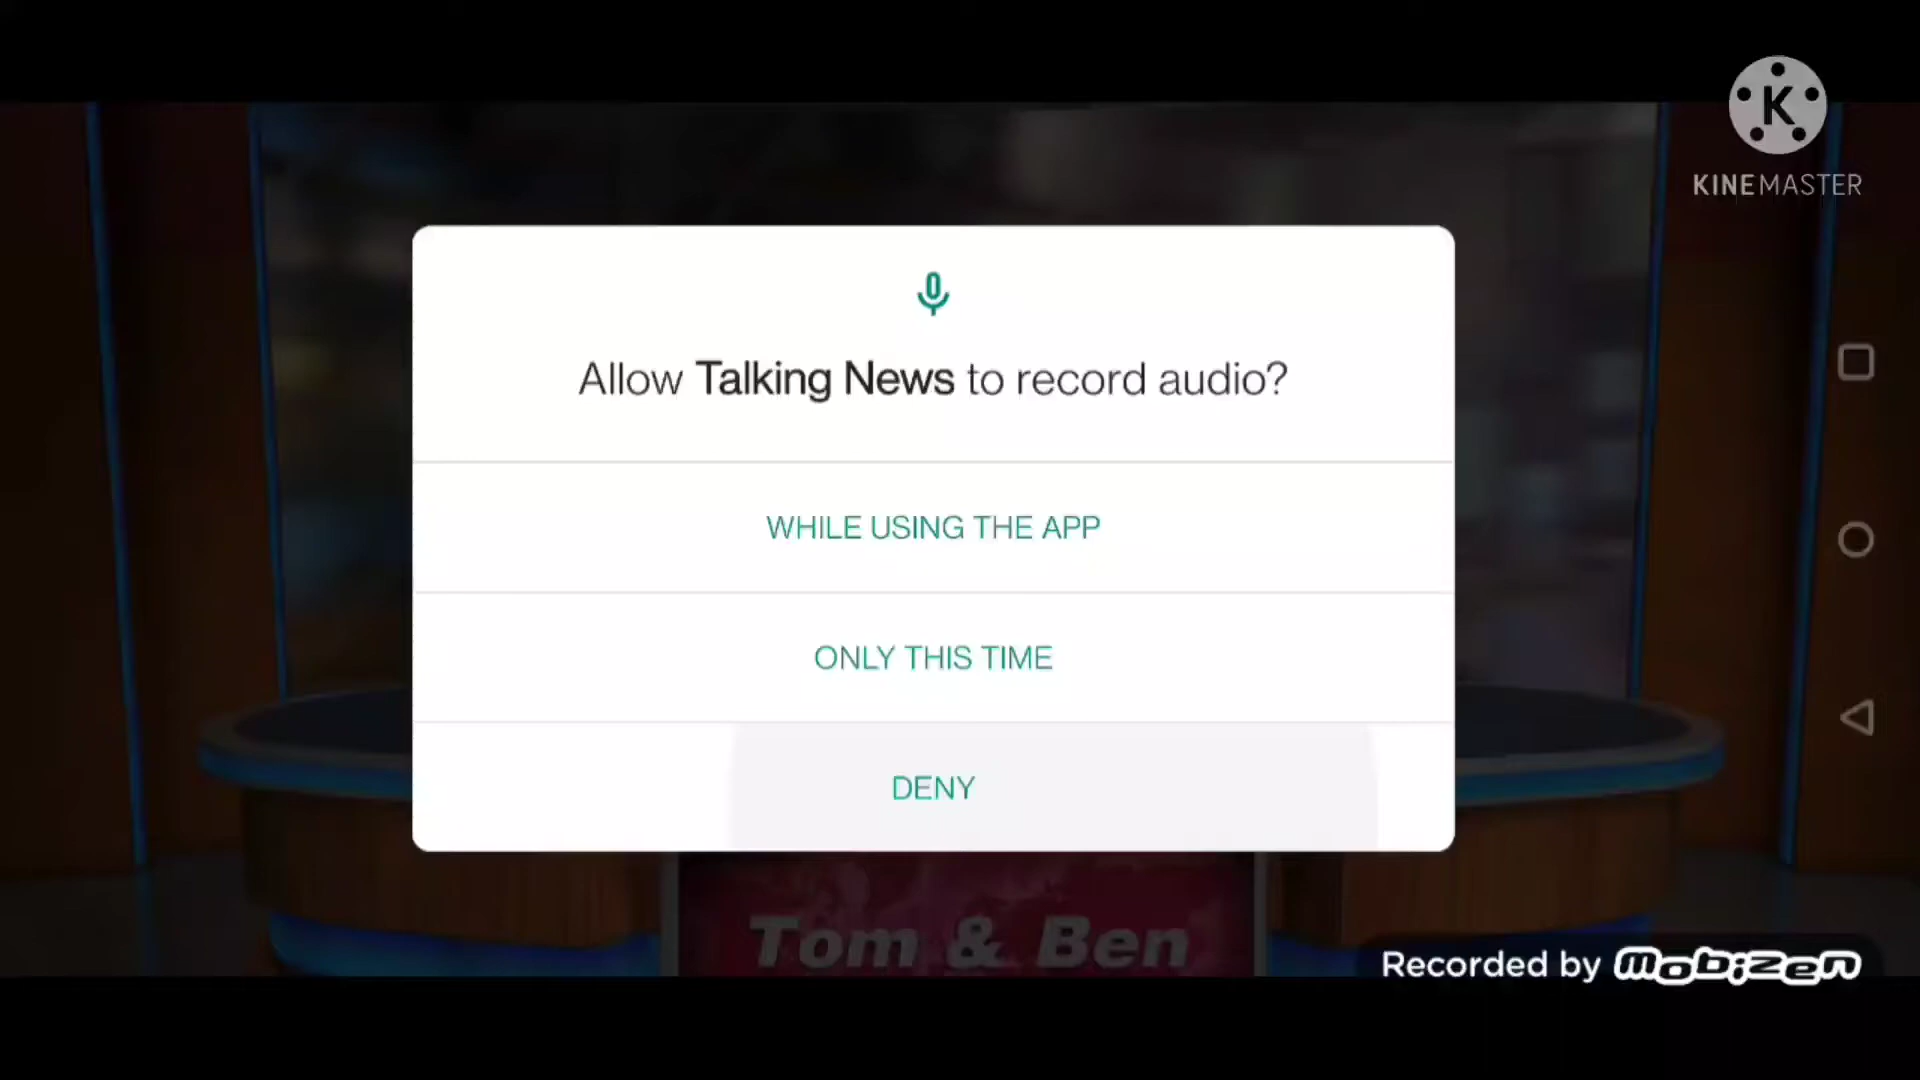 K
KINEMASTER
Allow Talking News to record audio?
WHILE USING THE APP
ONLY THIS TIME
DENY
Tom & Ben
Recorded by mobizen